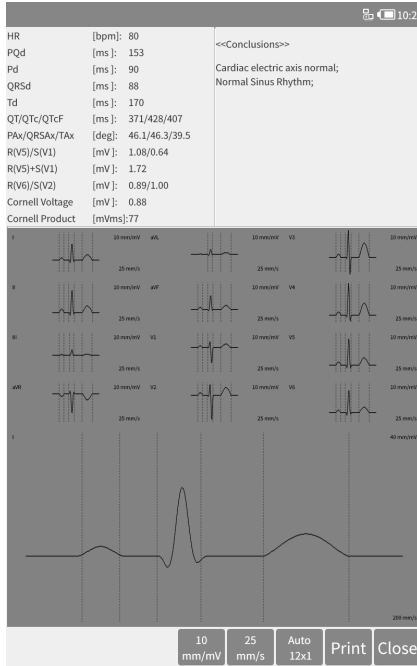 10:2
HR [bpm]: 80
PQd [ms ]: 153
Pd [ms ]: 90
QRSd [ms ]: 88
Td [ms ]: 170
QT/QTc/QTcF 371/428/407
PAx/QRSAx/TAx [deg]: 46.1/46.3/39.5
R(V5)/S(V1) [mV ]: 1.08/0.64
R(V5)+S(V1) [mV ]: 1.72
R(V6)/S(V2) [mV ]: 0.89/1.00
Cornell Voltage [mV ]: 0.88
Cornell Product [mVms]:77
<<Conclusions>>
Cardiac electric axis normal;
Normal Sinus Rhythm;
I 10 mm/mV aVL 10 mm/mV V3 10 mm/mV
25 mm/s 25 mm/s 25 mm/s
II 10 mm/mV aVF 10 mm/mV V4 10 mm/mV
25 mm/s 25 mm/s 25 mm/s
III 10 mm/mV V1 10 mm/mV V5 10 mm/mV
25 mm/s 25 mm/s 25 mm/s
aVR 10 mm/mV V2 10 mm/mV V6 10 mm/mV
25 mm/s 25 mm/s 25 mm/s
I 40 mm/mV
200 mm/s
10 mm/mV
25 mm/s
Auto 12x1
Print
Close